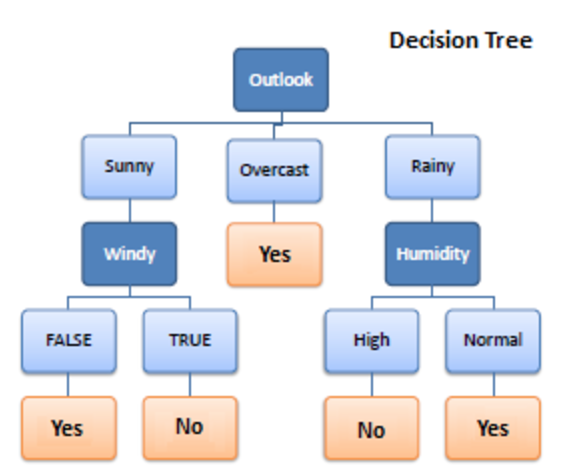 Decision Tree
Outlook
Sunny
Overcast
Rainy
Windy
Yes
Humidity
FALSE
TRUE
High
Normal
Yes
No
No
Yes